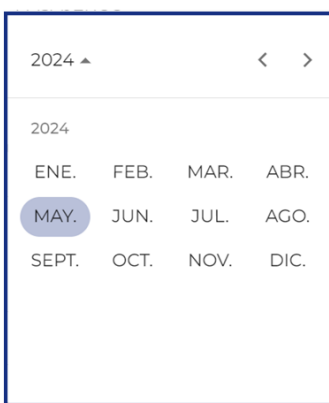 2024
2024
ENE. FEB. MAR. ABR.
MAY. JUN. JUL. AGO.
SEPT. OCT. NOV. DIC.